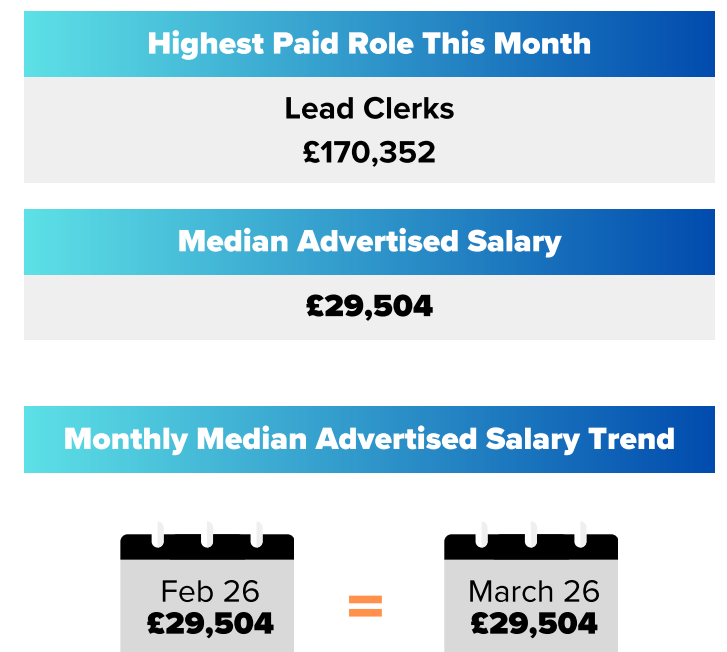 Highest Paid Role This Month
Lead Clerks
£170,352
Median Advertised Salary
£29,504
Monthly Median Advertised Salary Trend
Feb 26
£29,504
=
March 26
£29,504